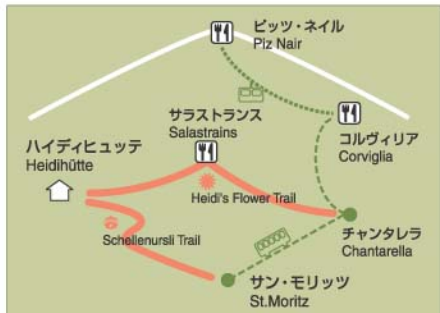 ピッツ・ネイル
Piz Nair
サラストランス
Salastrains
コルヴィリア
Corviglia
ハイディヒュッテ
Heidihütte
Heidi's Flower Trail
チャンタレラ
Chantarella
Schellenursli Trail
サン・モリッツ
St.Moritz